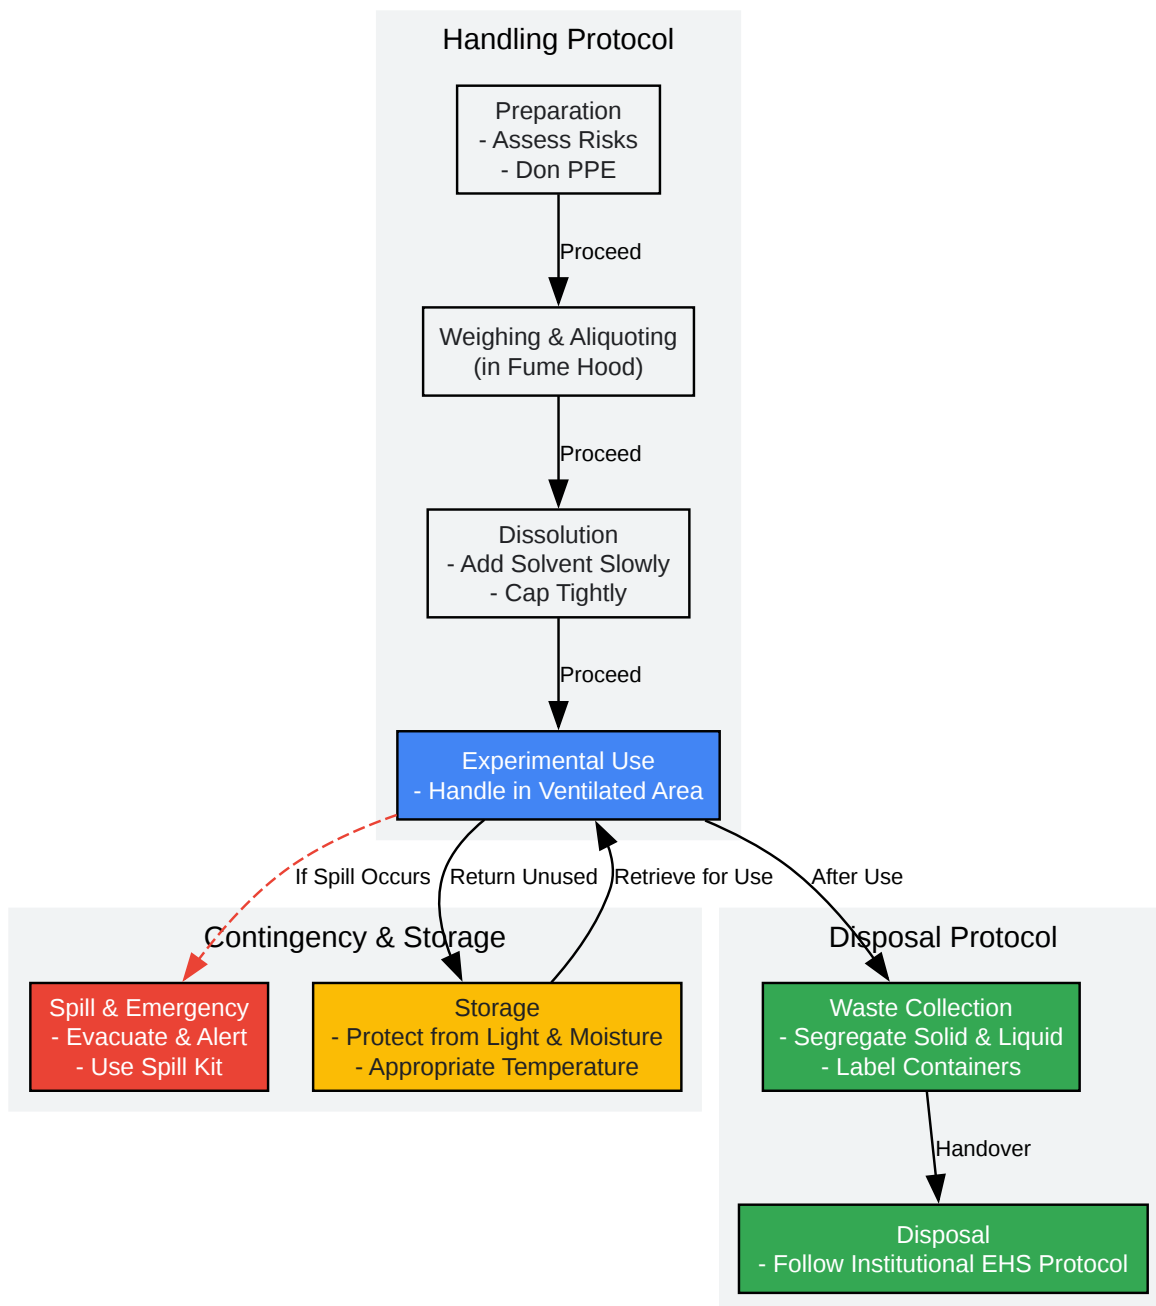 Handling Protocol
Preparation
- Assess Risks
- Don PPE
Proceed
Weighing & Aliquoting
(in Fume Hood)
Proceed
Dissolution
- Add Solvent Slowly
- Cap Tightly
Proceed
Experimental Use
- Handle in Ventilated Area
If Spill Occurs
Return Unused
Retrieve for Use
After Use
Contingency & Storage
Spill & Emergency
- Evacuate & Alert
- Use Spill Kit
Storage
- Protect from Light & Moisture
- Appropriate Temperature
Disposal Protocol
Waste Collection
- Segregate Solid & Liquid
- Label Containers
Handover
Disposal
- Follow Institutional EHS Protocol